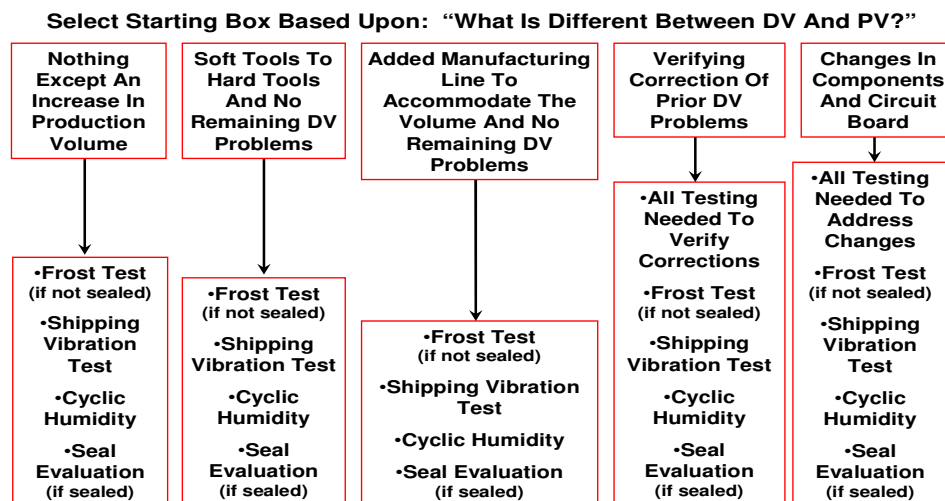 Select Starting Box Based Upon:  “What Is Different Between DV And PV?”
Nothing
Except An
Increase In
Production
Volume
•Frost Test
(if not sealed)
•Shipping
Vibration
Test
•Cyclic
Humidity
•Seal
Evaluation
(if sealed)
Soft Tools To
Hard Tools
And No
Remaining DV
Problems
•Frost Test
(if not sealed)
•Shipping
Vibration Test
•Cyclic
Humidity
•Seal
Evaluation
(if sealed)
Added Manufacturing
Line To
Accommodate The
Volume And No
Remaining DV
Problems
•Frost Test
(if not sealed)
•Shipping Vibration
Test
•Cyclic Humidity
•Seal Evaluation
(if sealed)
Verifying
Correction Of
Prior DV
Problems
•All Testing
Needed To
Verify
Corrections
•Frost Test
(if not sealed)
•Shipping
Vibration Test
•Cyclic
Humidity
•Seal
Evaluation
(if sealed)
Changes In
Components
And Circuit
Board
•All Testing
Needed To
Address
Changes
•Frost Test
(if not sealed)
•Shipping
Vibration
Test
•Cyclic
Humidity
•Seal
Evaluation
(if sealed)